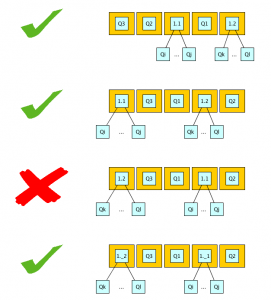 Q3 Q2 1.1 Q1 1.2
Qi ... Qj Qk ... Ql
1.1 Q3 Q1 1.2 Q2
Qi ... Qj Qk ... Ql
1.2 Q3 Q1 1.1 Q2
Qk ... Ql Qi ... Qj
1._2 Q3 Q1 1._1 Q2
Qk ... Ql Qi ... Qj